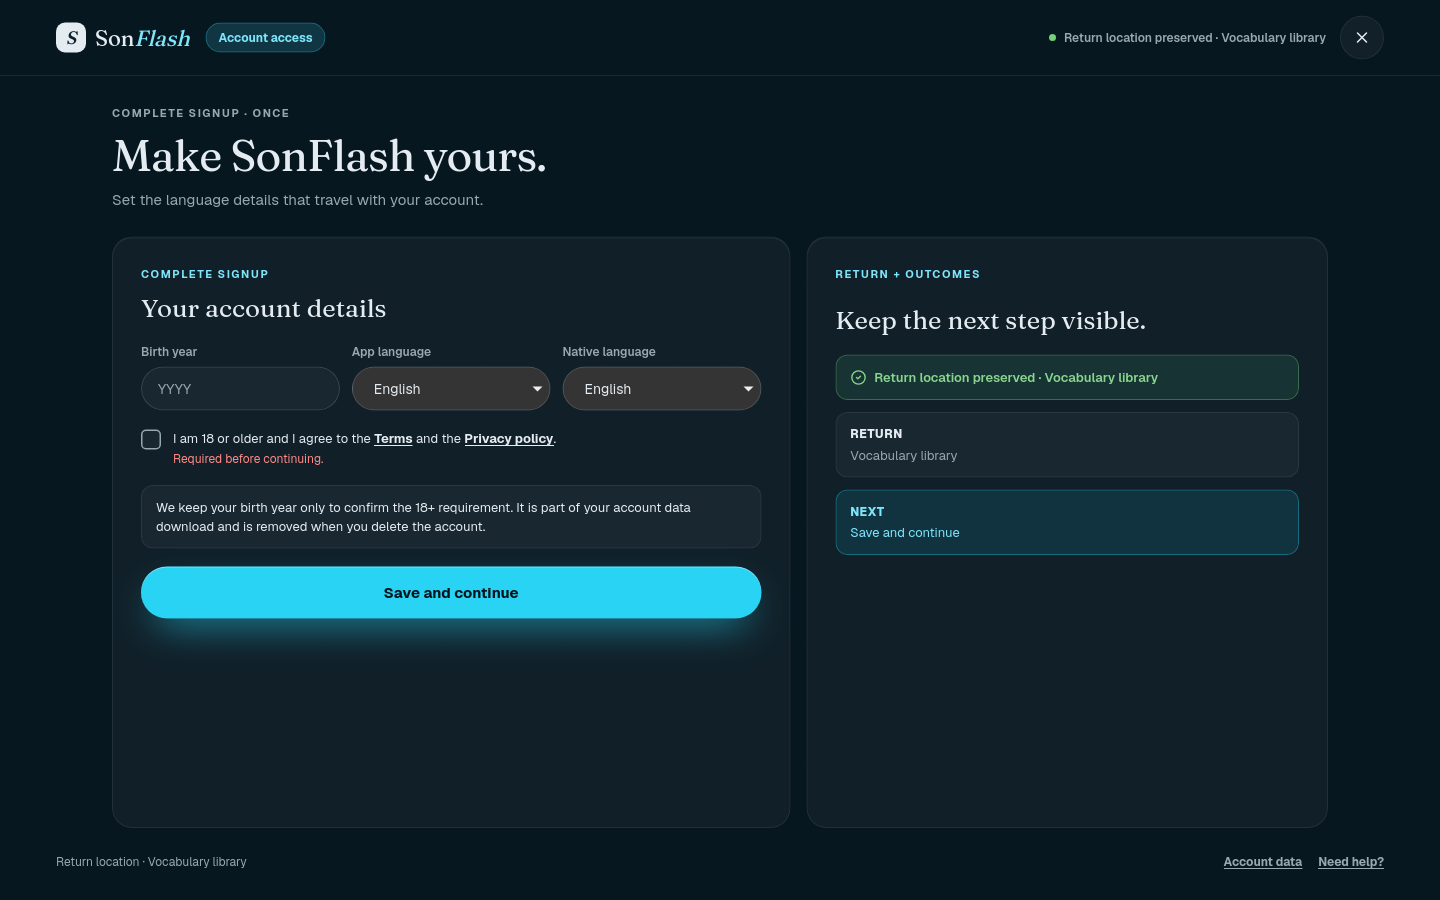 S SonFlash
Account access
Return location preserved · Vocabulary library
COMPLETE SIGNUP · ONCE
Make SonFlash yours.
Set the language details that travel with your account.
COMPLETE SIGNUP
Your account details
Birth year
App language
Native language
YYYY
English
English
I am 18 or older and I agree to the Terms and the Privacy policy.
Required before continuing.
We keep your birth year only to confirm the 18+ requirement. It is part of your account data
download and is removed when you delete the account.
Save and continue
RETURN + OUTCOMES
Keep the next step visible.
Return location preserved · Vocabulary library
RETURN
Vocabulary library
NEXT
Save and continue
Return location · Vocabulary library
Account data
Need help?